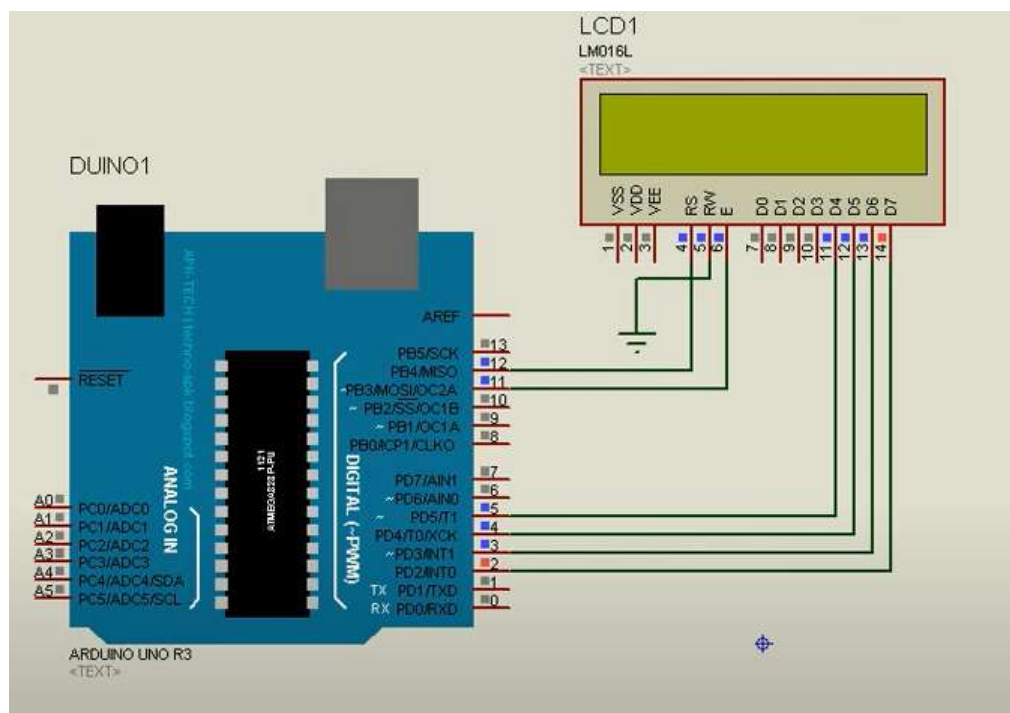 LCD1
LM016L
<TEXT>
VSS
VDD
VEE
RS
RW
E
D0
D1
D2
D3
D4
D5
D6
D7
1
2
3
4
5
6
7
8
9
10
11
12
13
14
DUINO1
AREF
RESET
PB5/SCK 13
PB4/MISO 12
~PB3/MOSI/OC2A 11
~ PB2/SS/OC1B 10
~ PB1/OC1A 9
PB0/ICP1/CLKO 8
PD7/AIN1 7
~PD6/AIN0 6
~ PD5/T1 5
PD4/T0/XCK 4
~PD3/INT1 3
PD2/INT0 2
TX PD1/TXD 1
RX PD0/RXD 0
DIGITAL (~PWM)
1121
ANALOG IN
A0 PC0/ADC0
A1 PC1/ADC1
A2 PC2/ADC2
A3 PC3/ADC3
A4 PC4/ADC4/SDA
A5 PC5/ADC5/SCL
ARDUINO UNO R3
<TEXT>